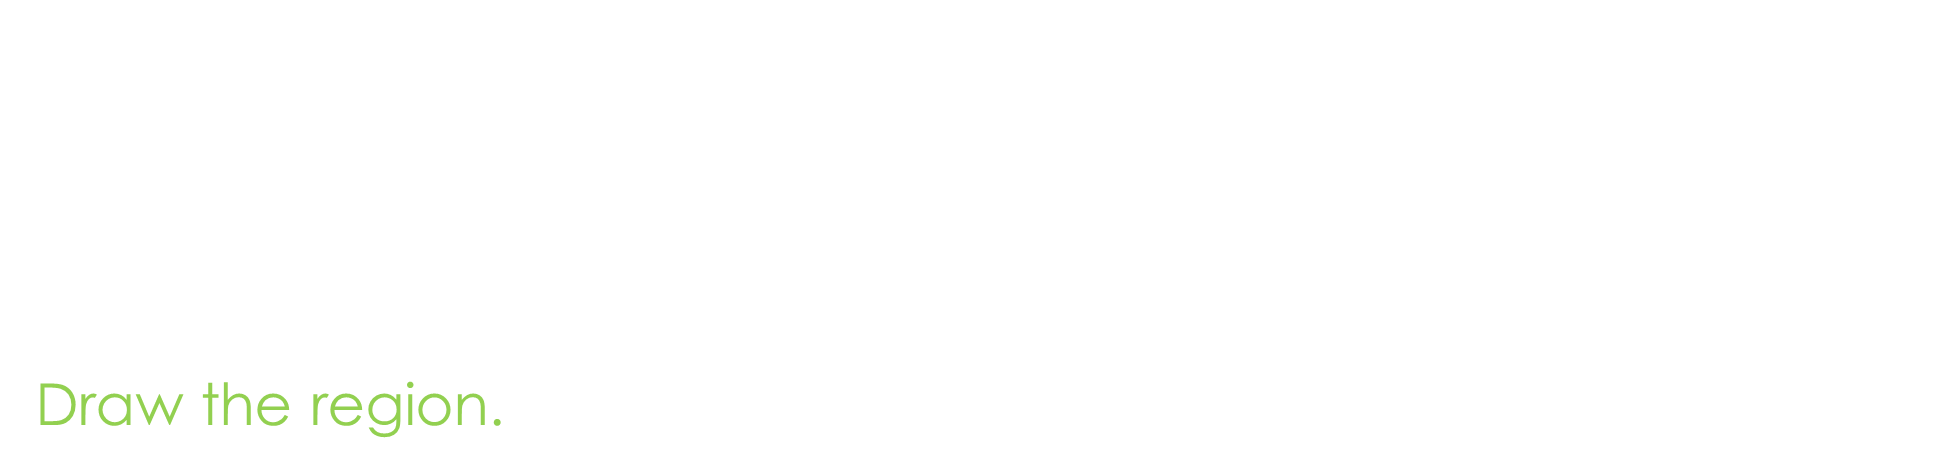 Draw the region.